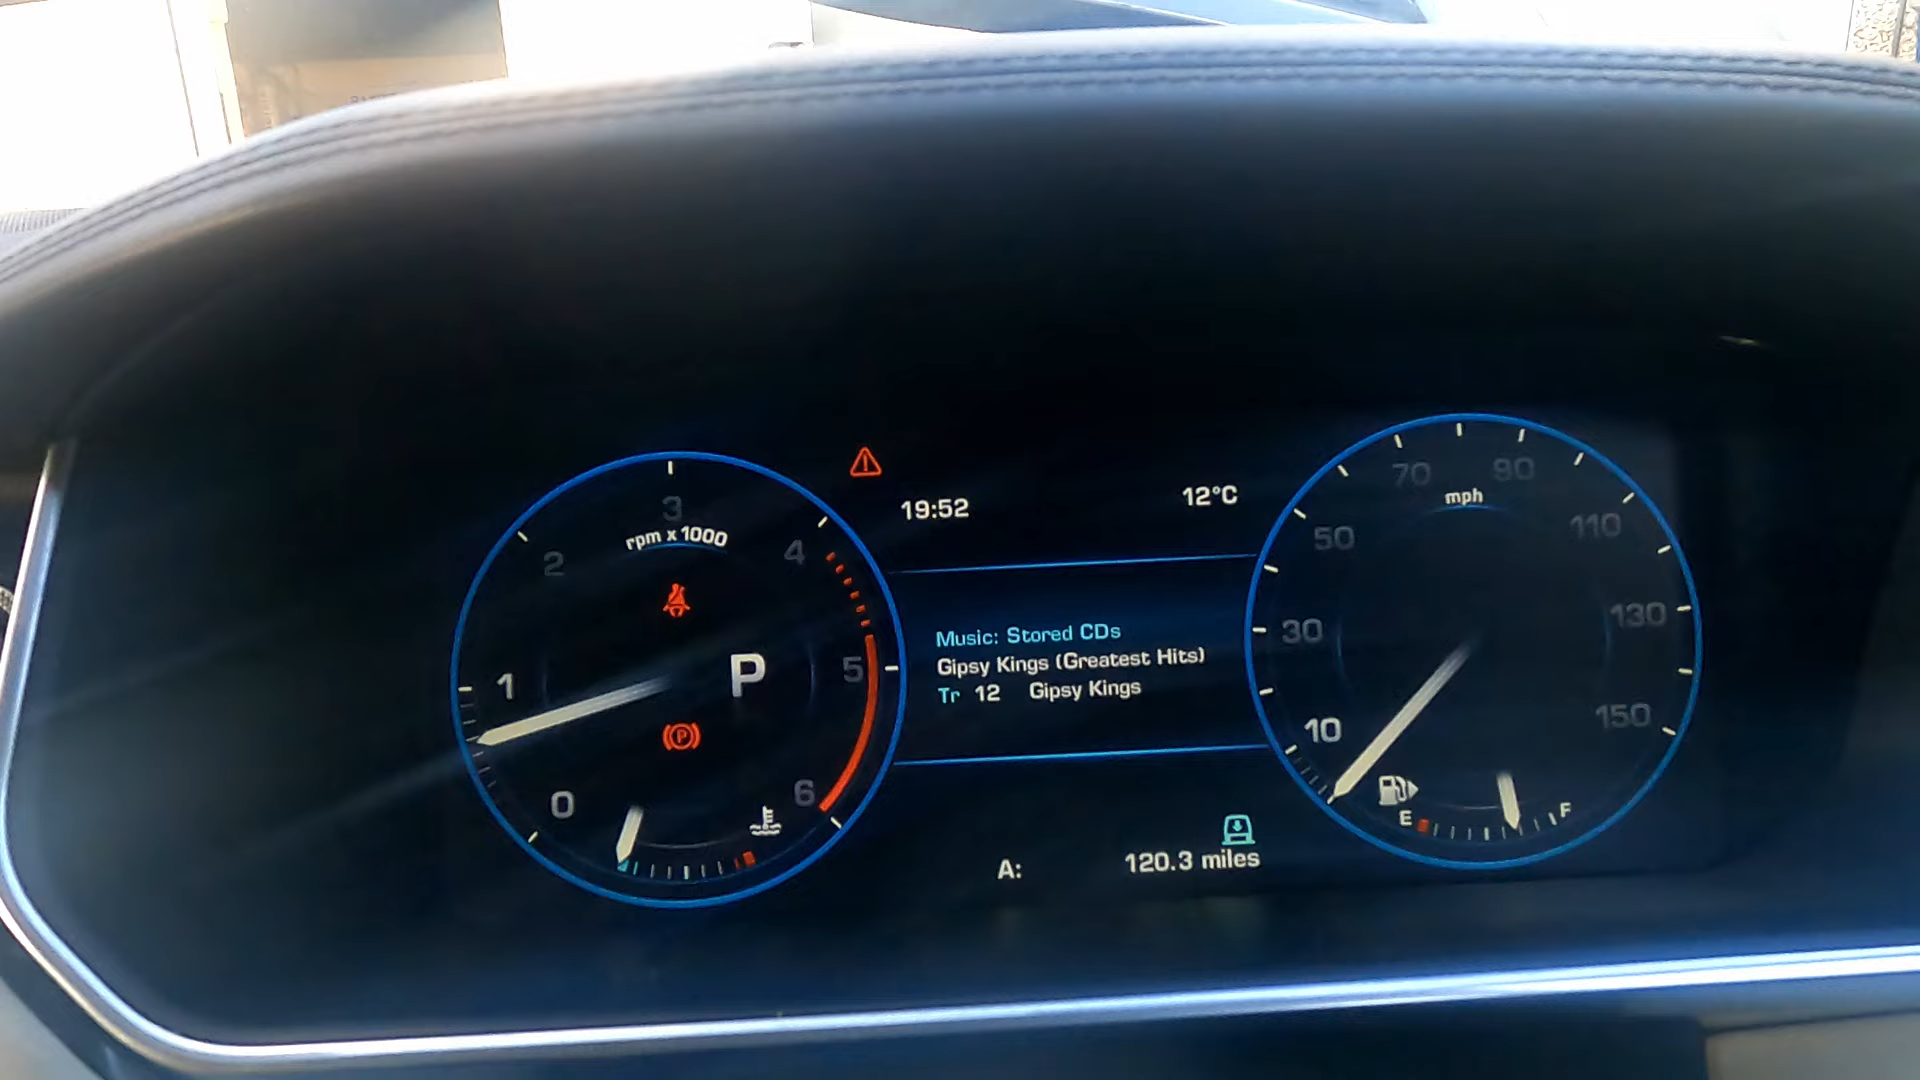 19:52
12°C
3
rpm x 1000
2
4
1
P
5
0
6
Music: Stored CDs
Gipsy Kings (Greatest Hits)
Tr 12 Gipsy Kings
A: 120.3 miles
70
90
mph
50
110
30
130
10
150
E
F